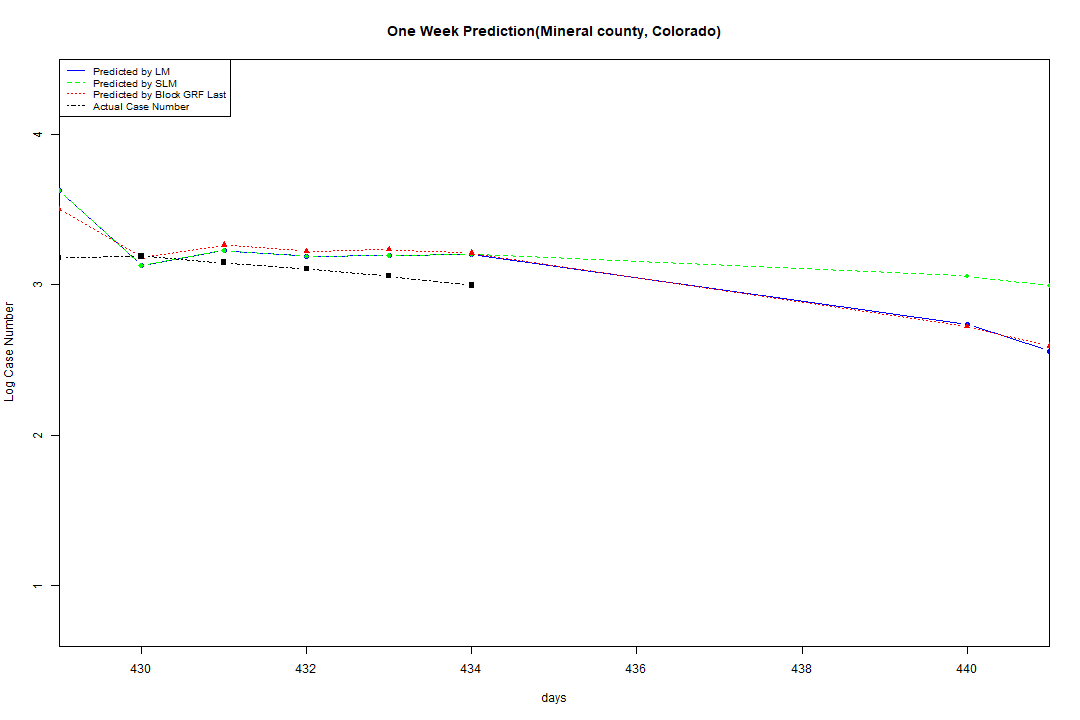 One Week Prediction(Mineral county, Colorado)
Predicted by LM
Predicted by SLM
Predicted by Block GRF Last
Actual Case Number
4
3
2
1
Log Case Number
430 432 434 436 438 440
days